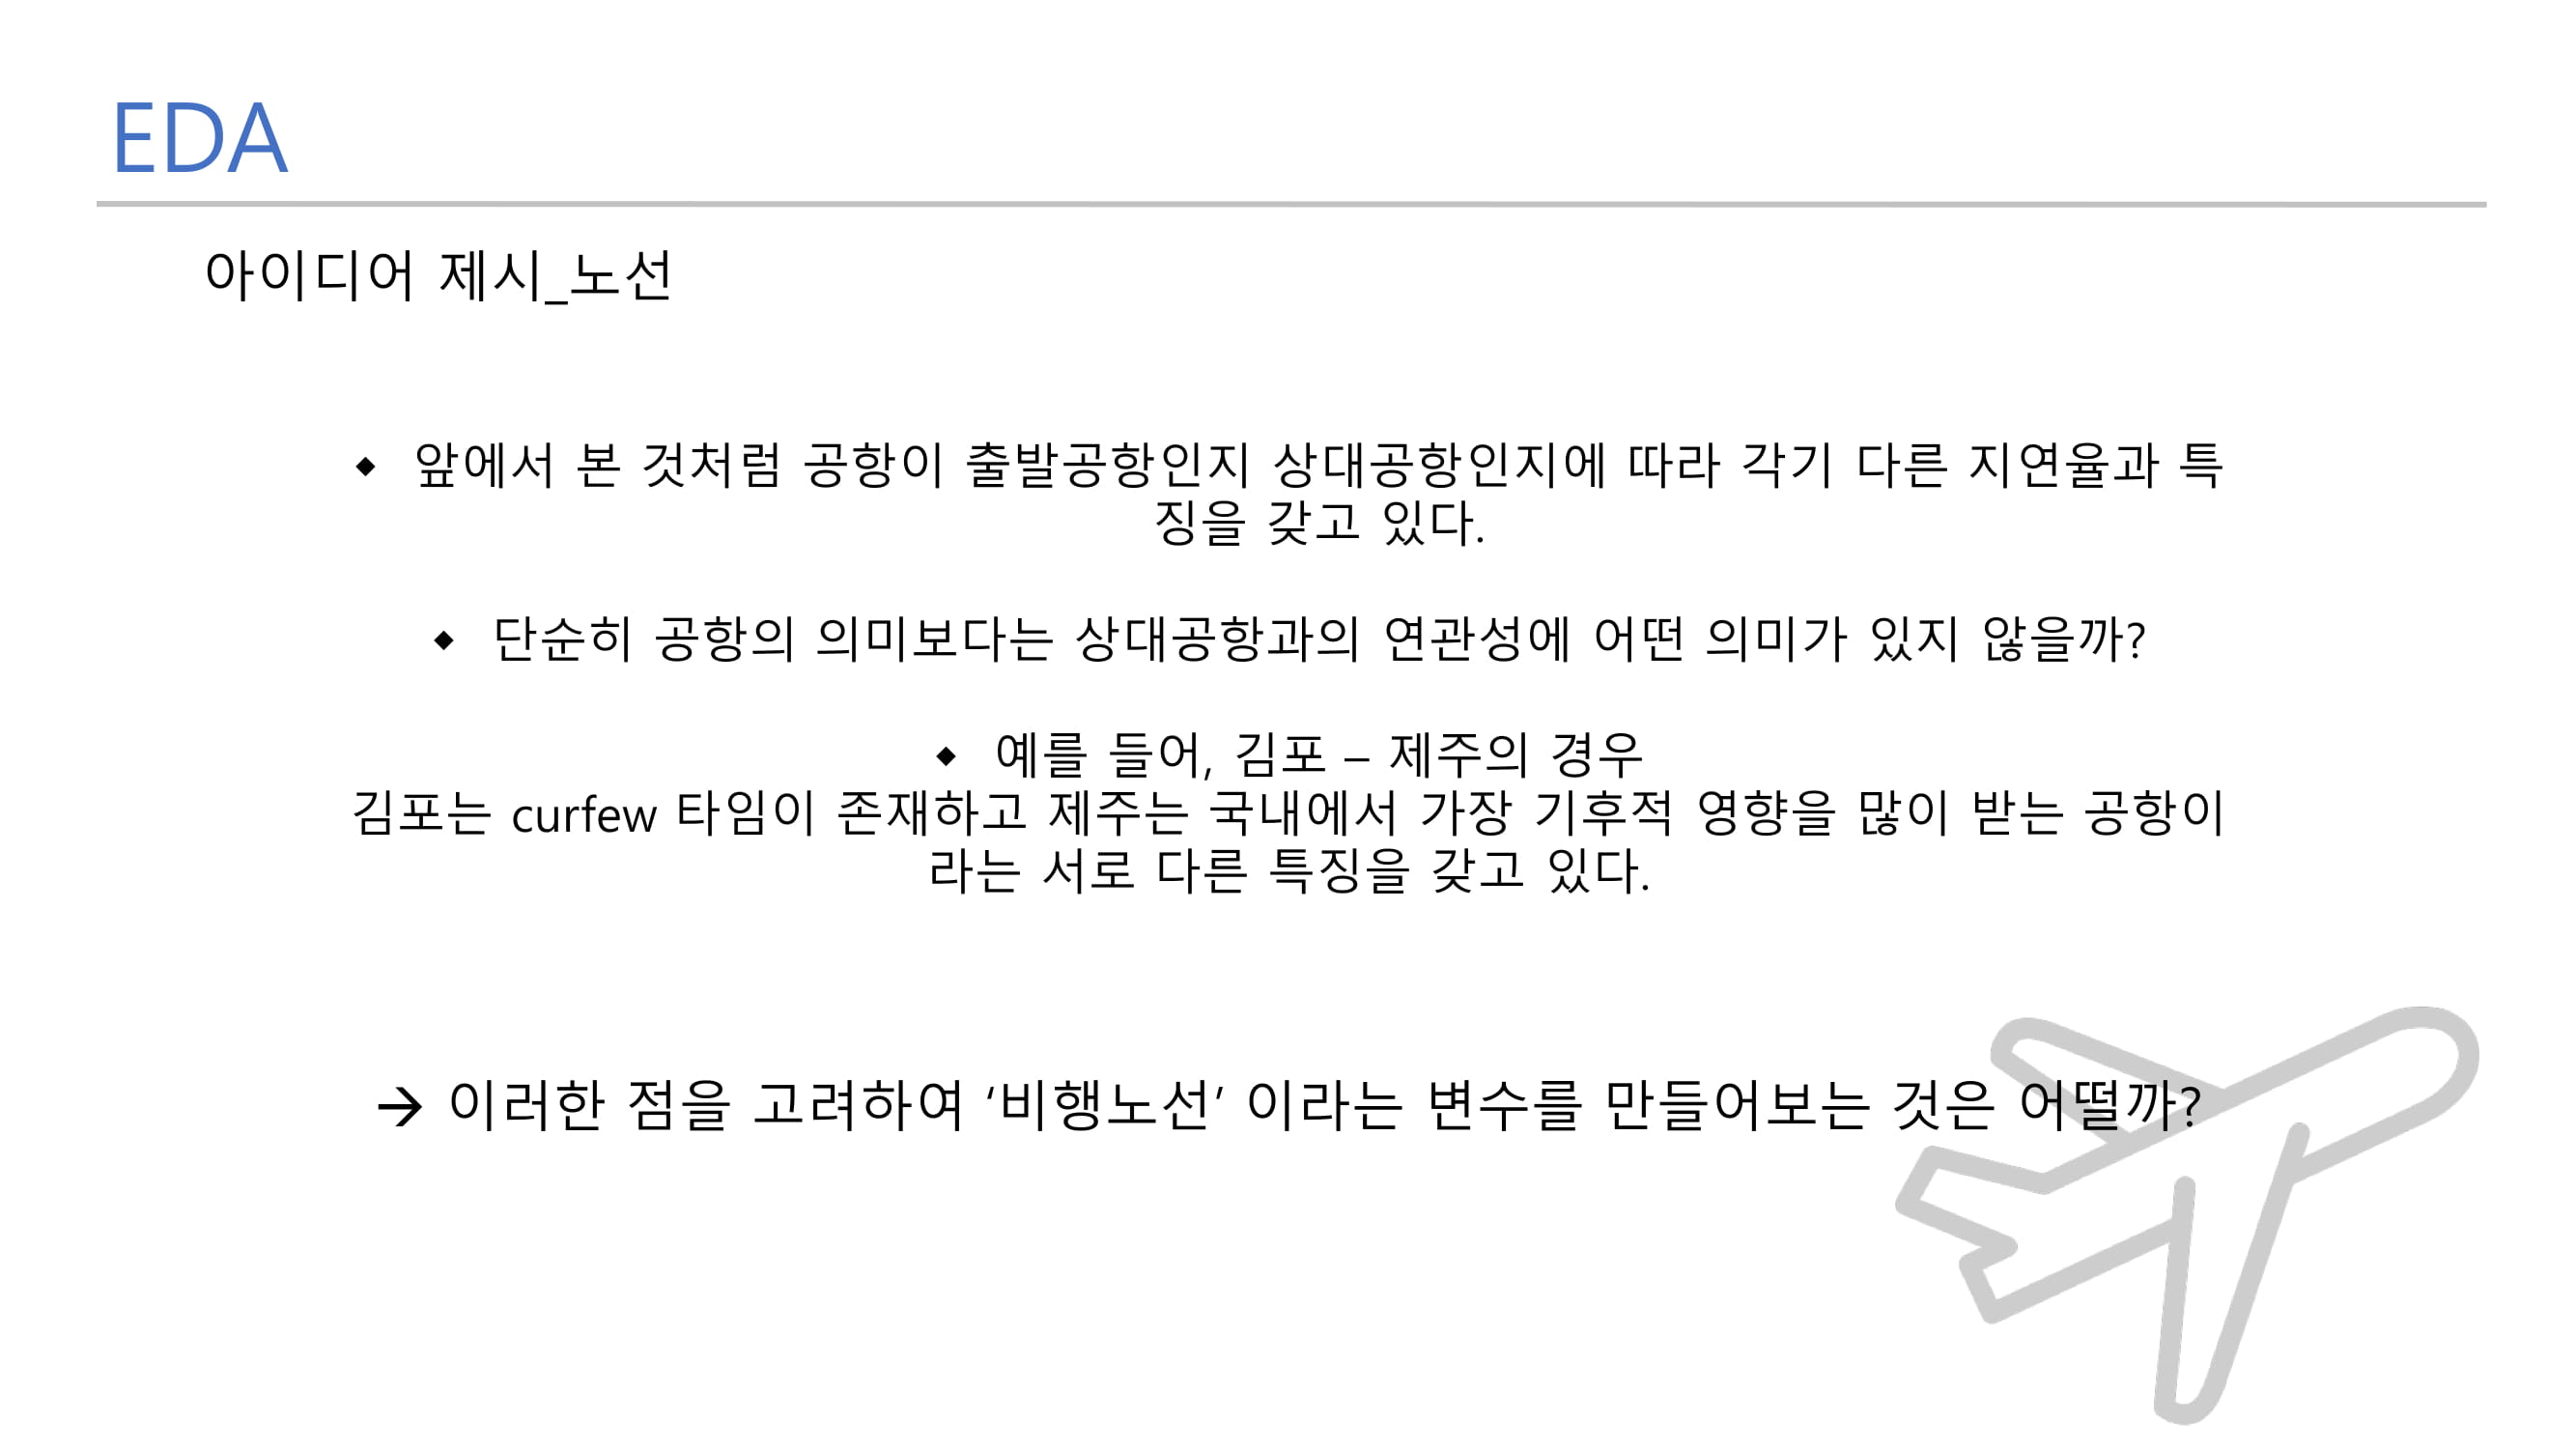 EDA
아이디어 제시_노선
◆ 앞에서 본 것처럼 공항이 출발공항인지 상대공항인지에 따라 각기 다른 지연율과 특
징을 갖고 있다.
◆ 단순히 공항의 의미보다는 상대공항과의 연관성에 어떤 의미가 있지 않을까?
◆ 예를 들어, 김포 – 제주의 경우
김포는 curfew 타임이 존재하고 제주는 국내에서 가장 기후적 영향을 많이 받는 공항이
라는 서로 다른 특징을 갖고 있다.
→ 이러한 점을 고려하여 ‘비행노선’ 이라는 변수를 만들어보는 것은 어떨까?